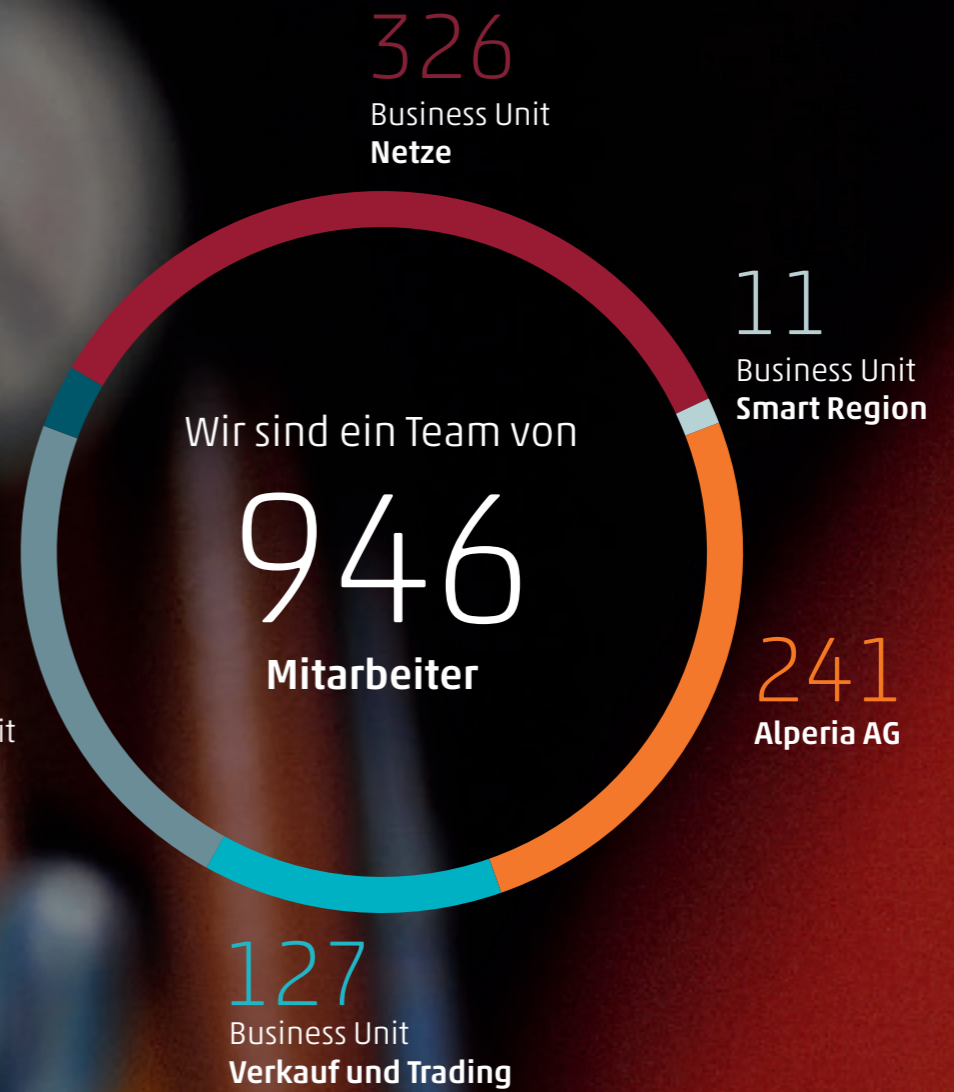 326
Business Unit
Netze
11
Business Unit
Smart Region
Wir sind ein Team von
946
Mitarbeiter
241
Alperia AG
127
Business Unit
Verkauf und Trading